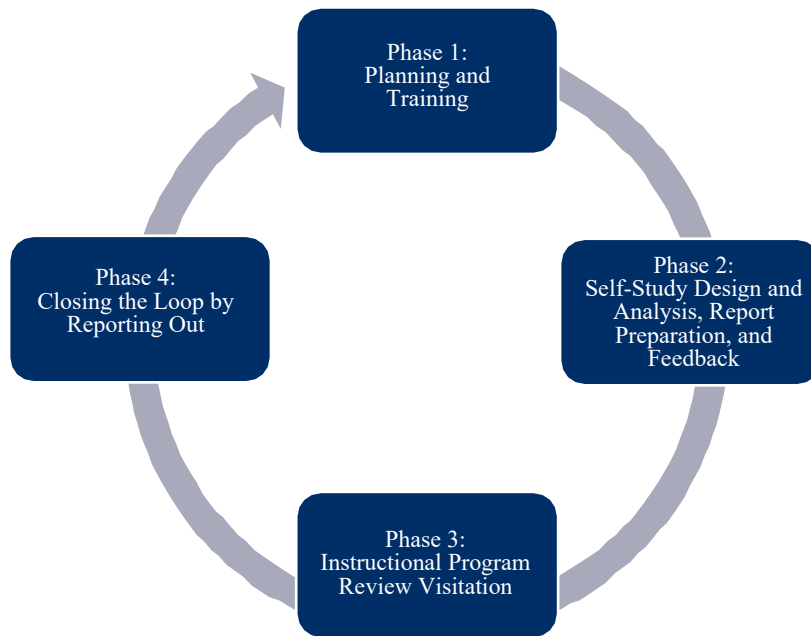 Phase 1:
Planning and
Training
Phase 2:
Self-Study Design and
Analysis, Report
Preparation, and
Feedback
Phase 3:
Instructional Program
Review Visitation
Phase 4:
Closing the Loop by
Reporting Out